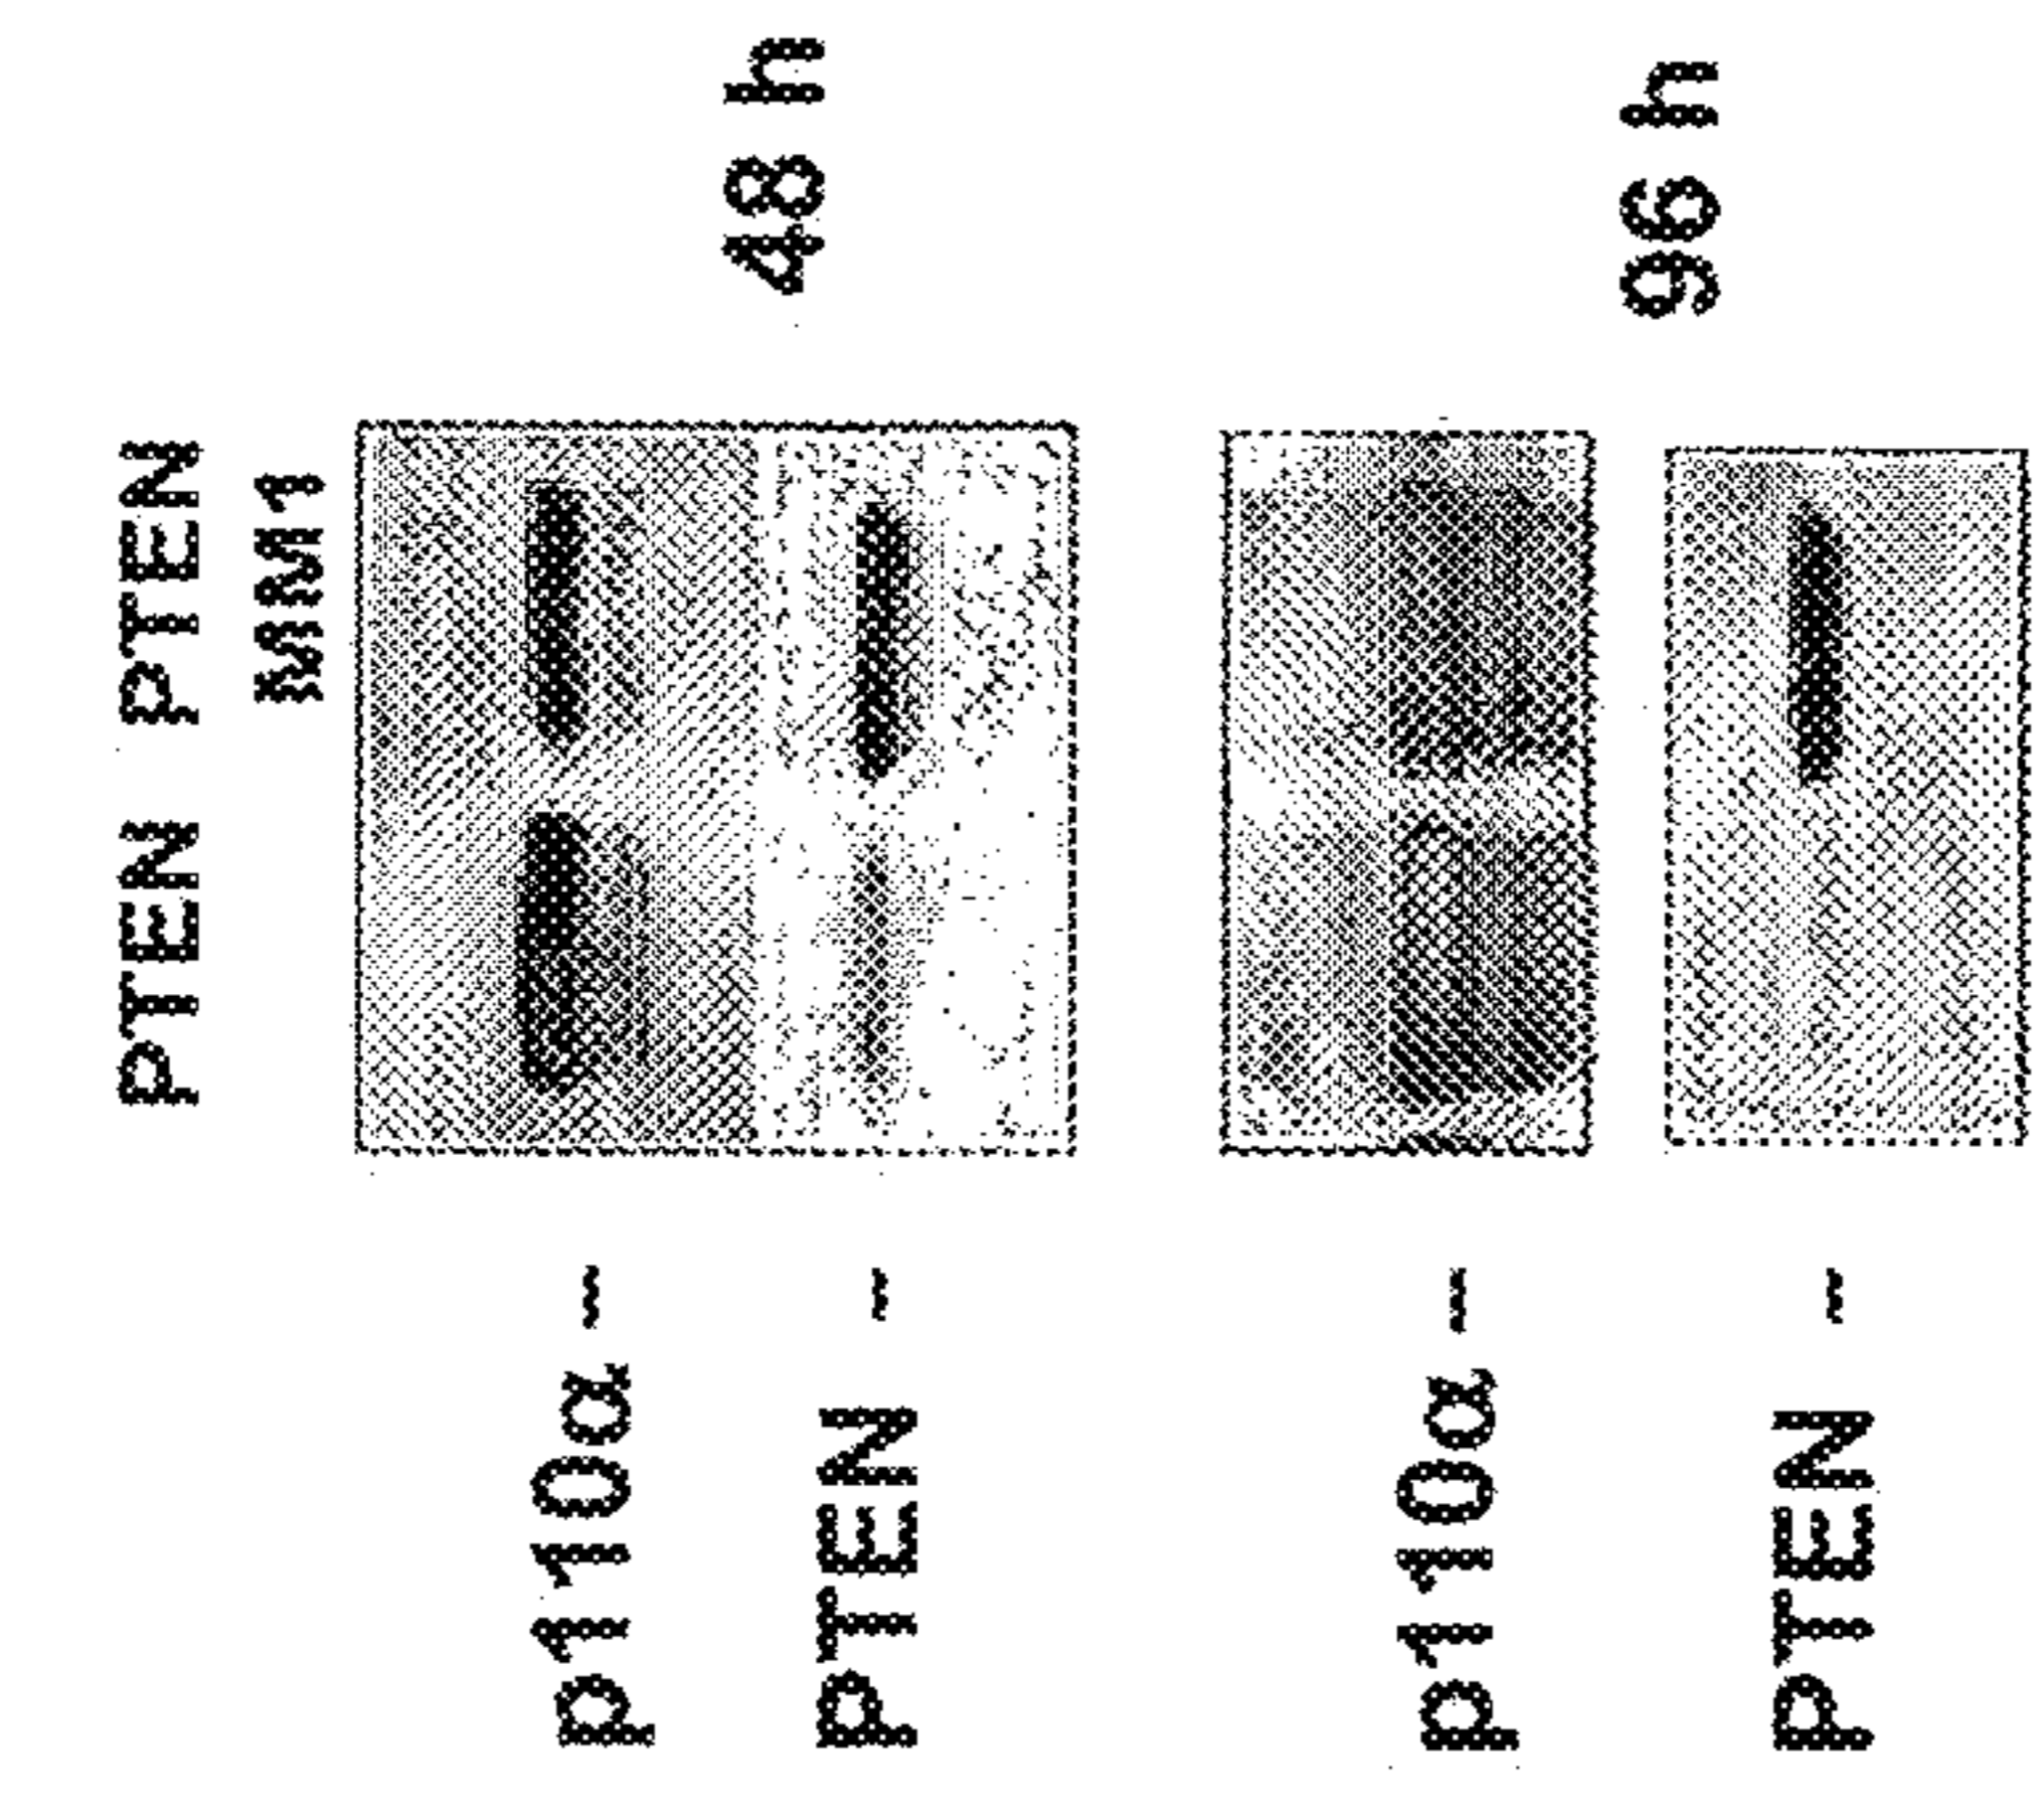 PTEN PTEN
MM1
p110α -
PTEN -
48 h
p110α -
PTEN -
96 h